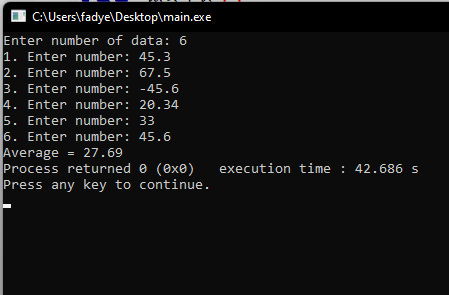 C:\Users\fadye\Desktop\main.exe
Enter number of data: 6
1. Enter number: 45.3
2. Enter number: 67.5
3. Enter number: -45.6
4. Enter number: 20.34
5. Enter number: 33
6. Enter number: 45.6
Average = 27.69
Process returned 0 (0x0)   execution time : 42.686 s
Press any key to continue.